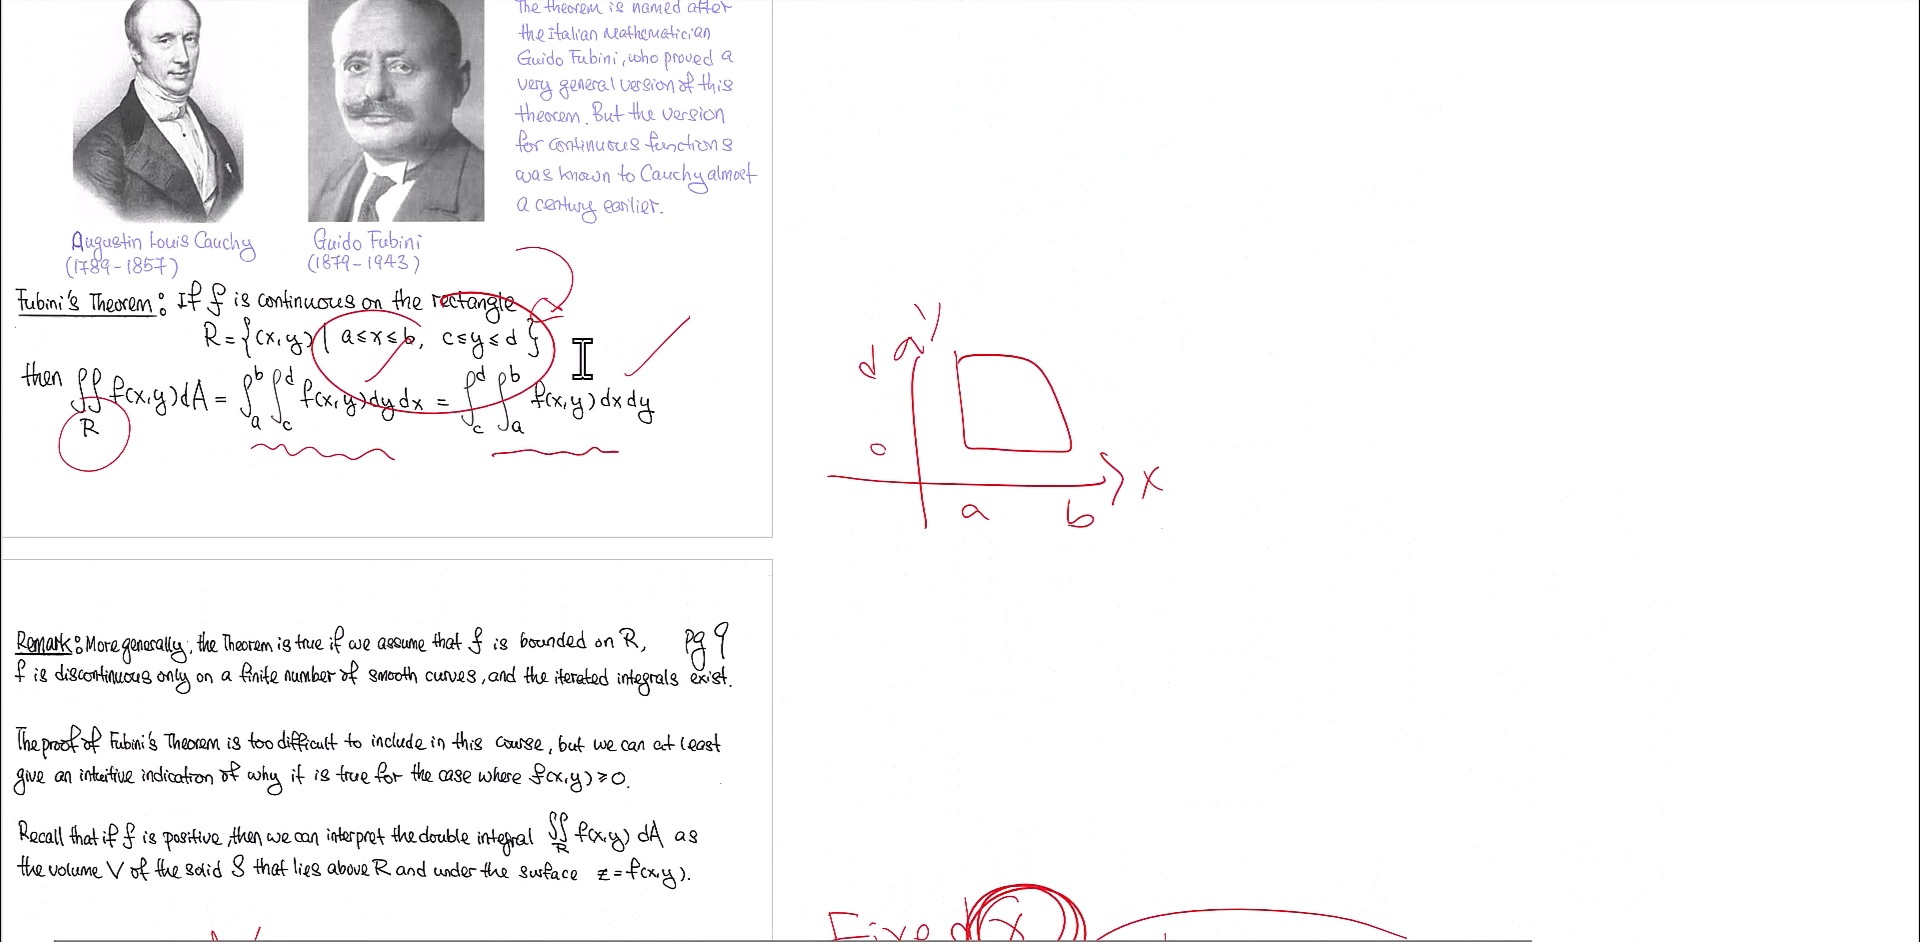 The theorem is named after
the Italian Mathematician
Guido Fubini, who proved a
very general version of this
theorem. But the version
for continuous functions
was known to Cauchy almost
a century earlier.
Augustin Louis Cauchy
(1789-1857)
Guido Fubini
(1879-1943)
Fubini's Theorem: If f is continuous on the rectangle
R={(x,y) | a≤x≤b, c≤y≤d}
then ∬_R f(x,y)dA = ∫_a^b ∫_c^d f(x,y)dydx = ∫_c^d ∫_a^b f(x,y)dxdy
y
d
a
x
a
b
Remark: More generally, the Theorem is true if we assume that f is bounded on R, pg 9
f is discontinuous only on a finite number of smooth curves, and the iterated integrals exist.
The proof of Fubini's Theorem is too difficult to include in this course, but we can at least
give an intuitive indication of why it is true for the case where f(x,y)≥0.
Recall that if f is positive, then we can interpret the double integral ∬_R f(x,y) dA as
the volume V of the solid S that lies above R and under the surface z=f(x,y).
x